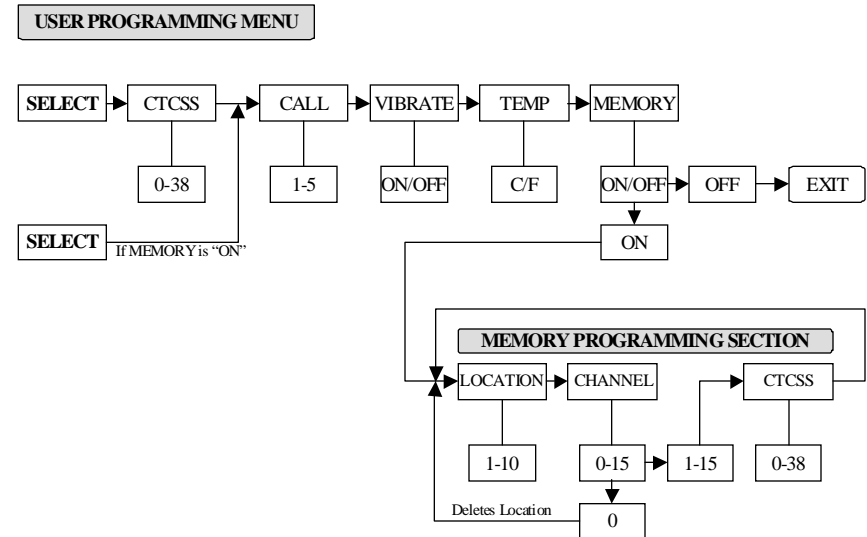 USER PROGRAMMING MENU
SELECT CTCSS CALL VIBRATE TEMP MEMORY
0-38 1-5 ON/OFF C/F ON/OFF OFF EXIT
SELECT If MEMORY is “ON” ON
MEMORY PROGRAMMING SECTION
LOCATION CHANNEL CTCSS
1-10 0-15 1-15 0-38
Deletes Location 0